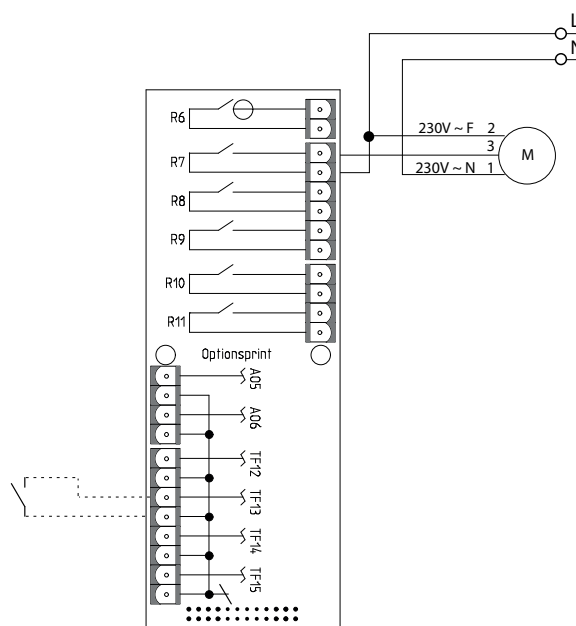 L
N
R6
230V ~ F 2
R7
3
M
230V ~ N 1
R8
R9
R10
R11
Optionsprint
AO5
AO6
TF12
TF13
TF14
TF15